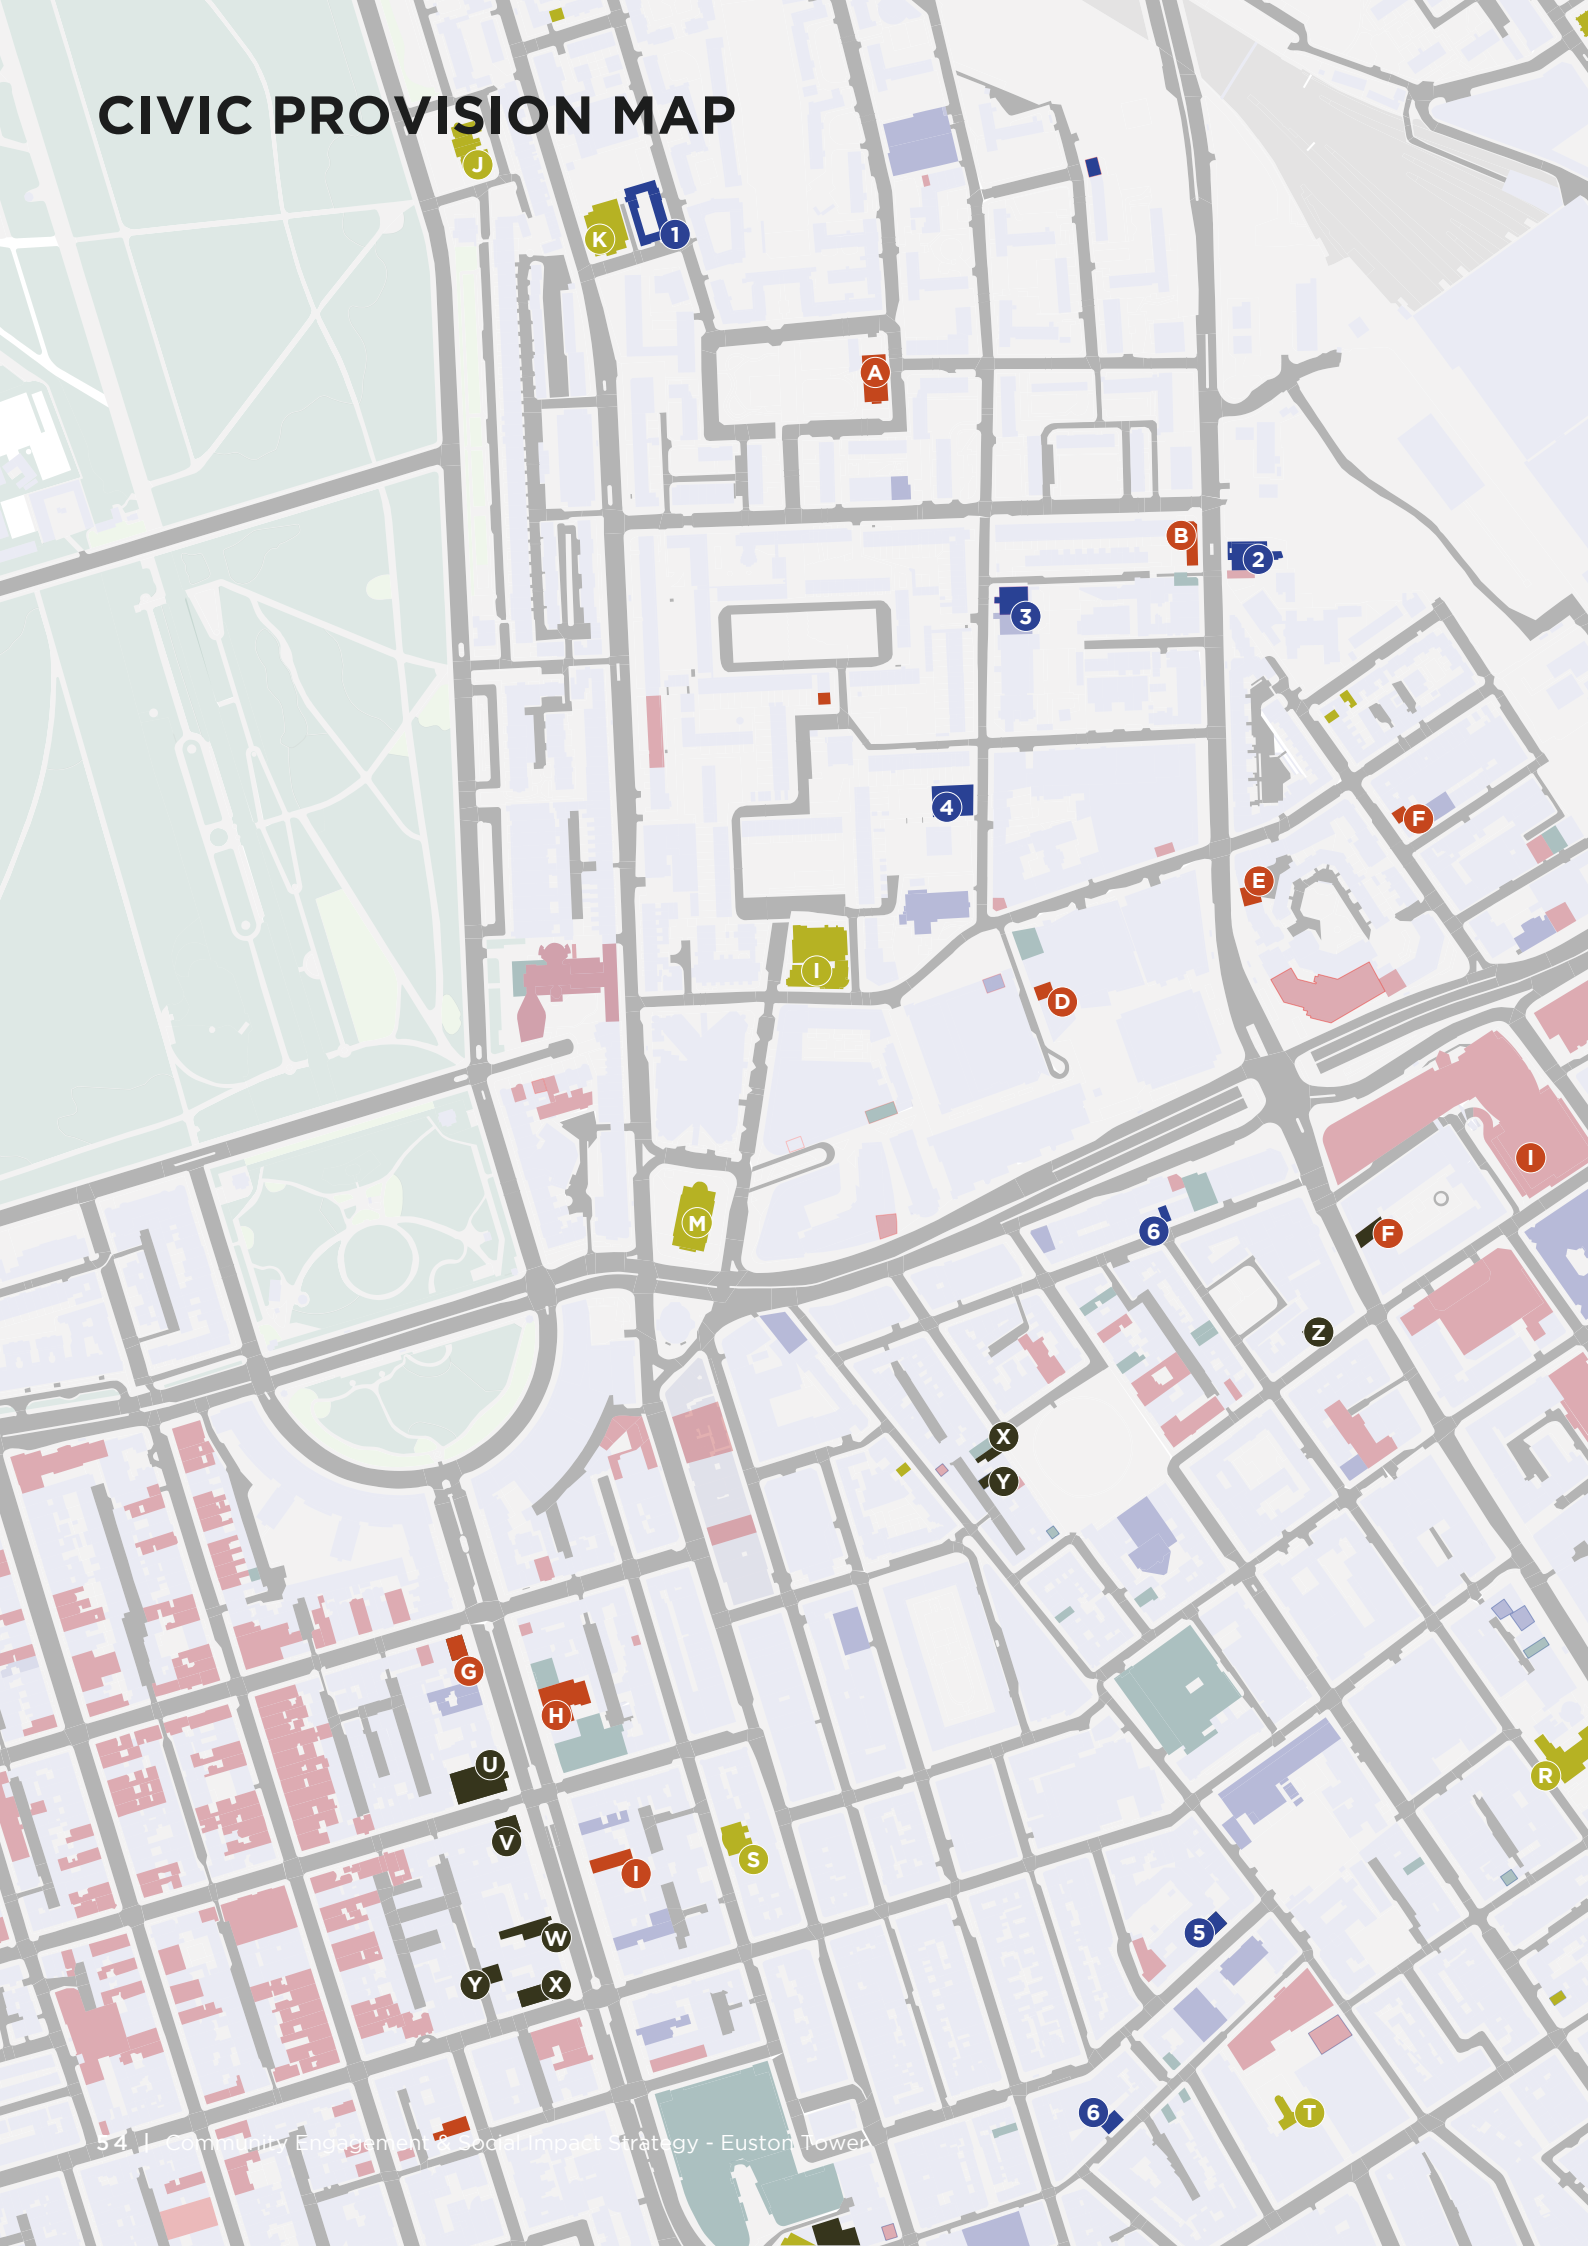 CIVIC PROVISION MAP
J
K
1
A
B
2
3
F
4
E
I
D
I
M
6
F
Z
X
Y
G
H
U
R
V
S
I
5
W
Y
X
6
T
54 | Community Engagement & Social Impact Strategy - Euston Tower